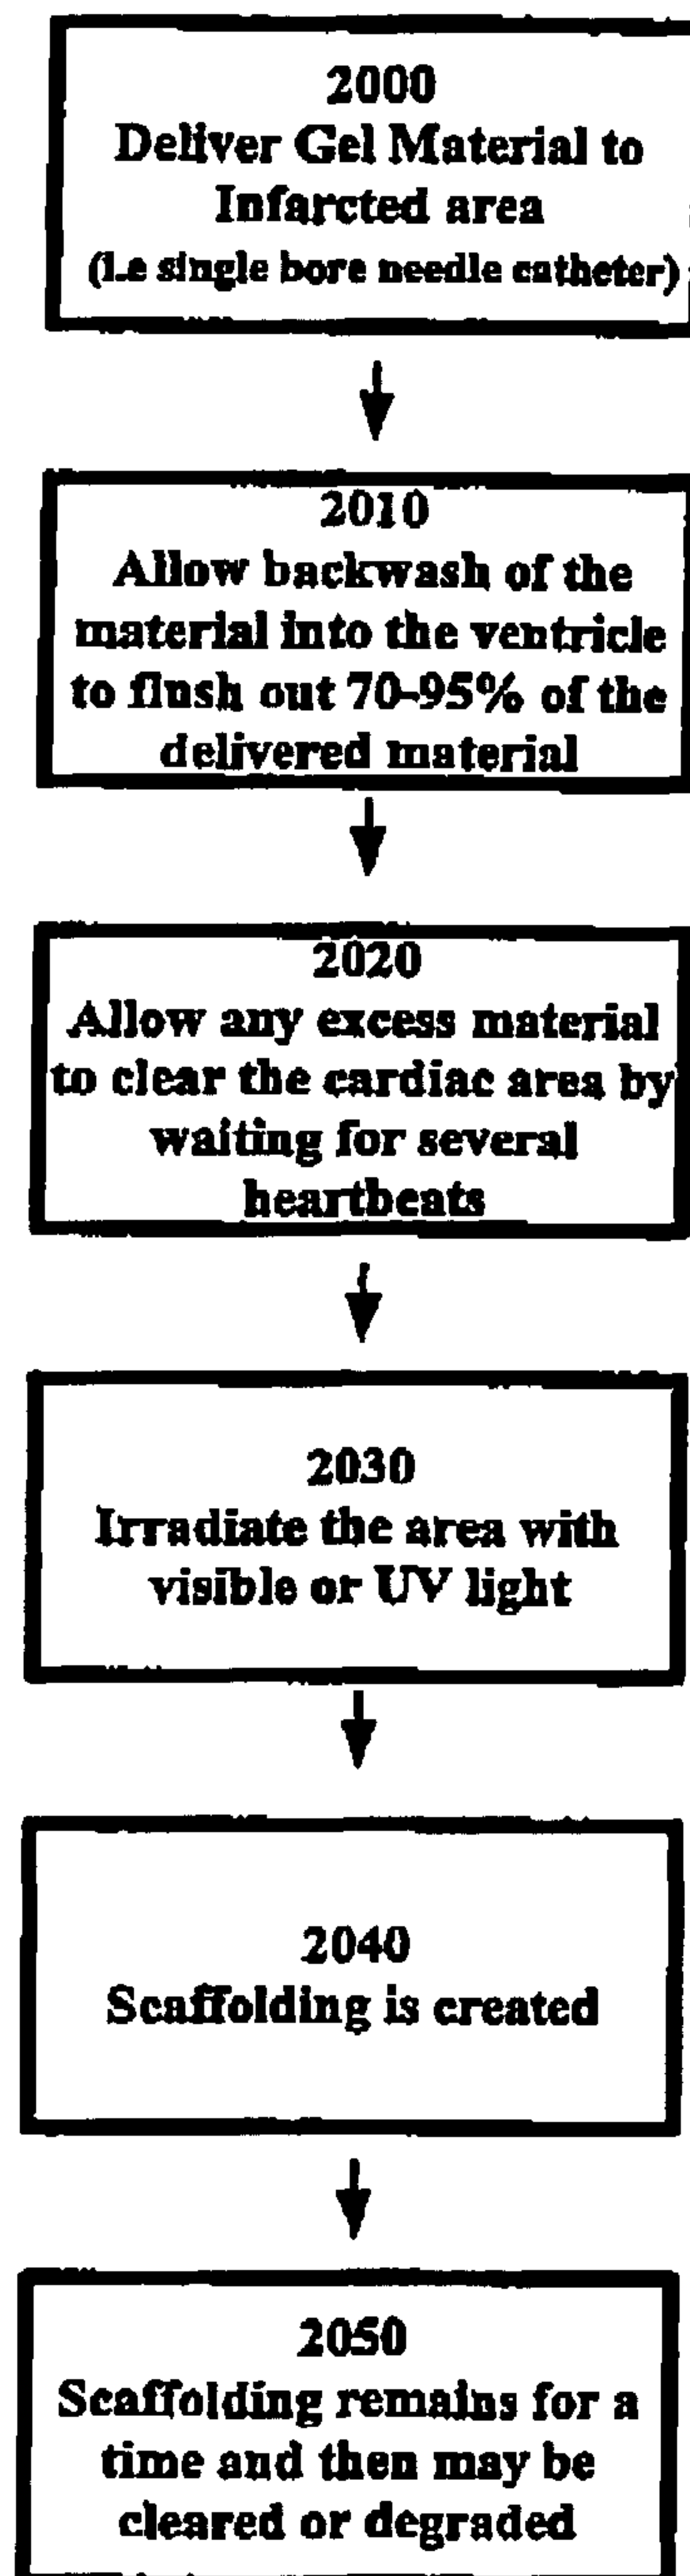 2000
Deliver Gel Material to
Infarcted area
(i.e single bore needle catheter)
2010
Allow backwash of the
material into the ventricle
to flush out 70-95% of the
delivered material
2020
Allow any excess material
to clear the cardiac area by
waiting for several
heartbeats
2030
Irradiate the area with
visible or UV light
2040
Scaffolding is created
2050
Scaffolding remains for a
time and then may be
cleared or degraded